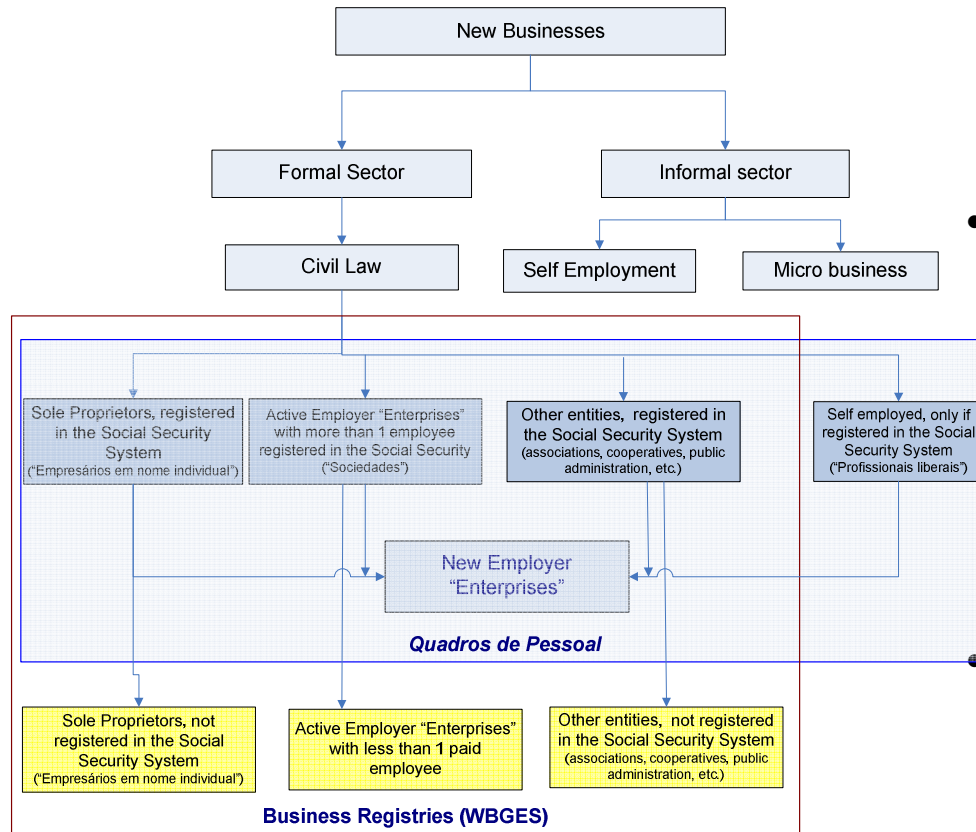 New Businesses
Formal Sector
Informal sector
Civil Law
Self Employment
Micro business
Sole Proprietors, registered
in the Social Security
System
(“Empresários em nome individual”)
Active Employer “Enterprises”
with more than 1 employee
registered in the Social Security
(“Sociedades”)
Other entities, registered in
the Social Security System
(associations, cooperatives, public
administration, etc.)
Self employed, only if
registered in the Social
Security System
(“Profissionais liberais”)
New Employer
“Enterprises”
Quadros de Pessoal
Sole Proprietors, not
registered in the Social
Security System
(“Empresários em nome individual”)
Active Employer “Enterprises”
with less than 1 paid
employee
Other entities, not registered
in the Social Security System
(associations, cooperatives, public
administration, etc.)
Business Registries (WBGES)